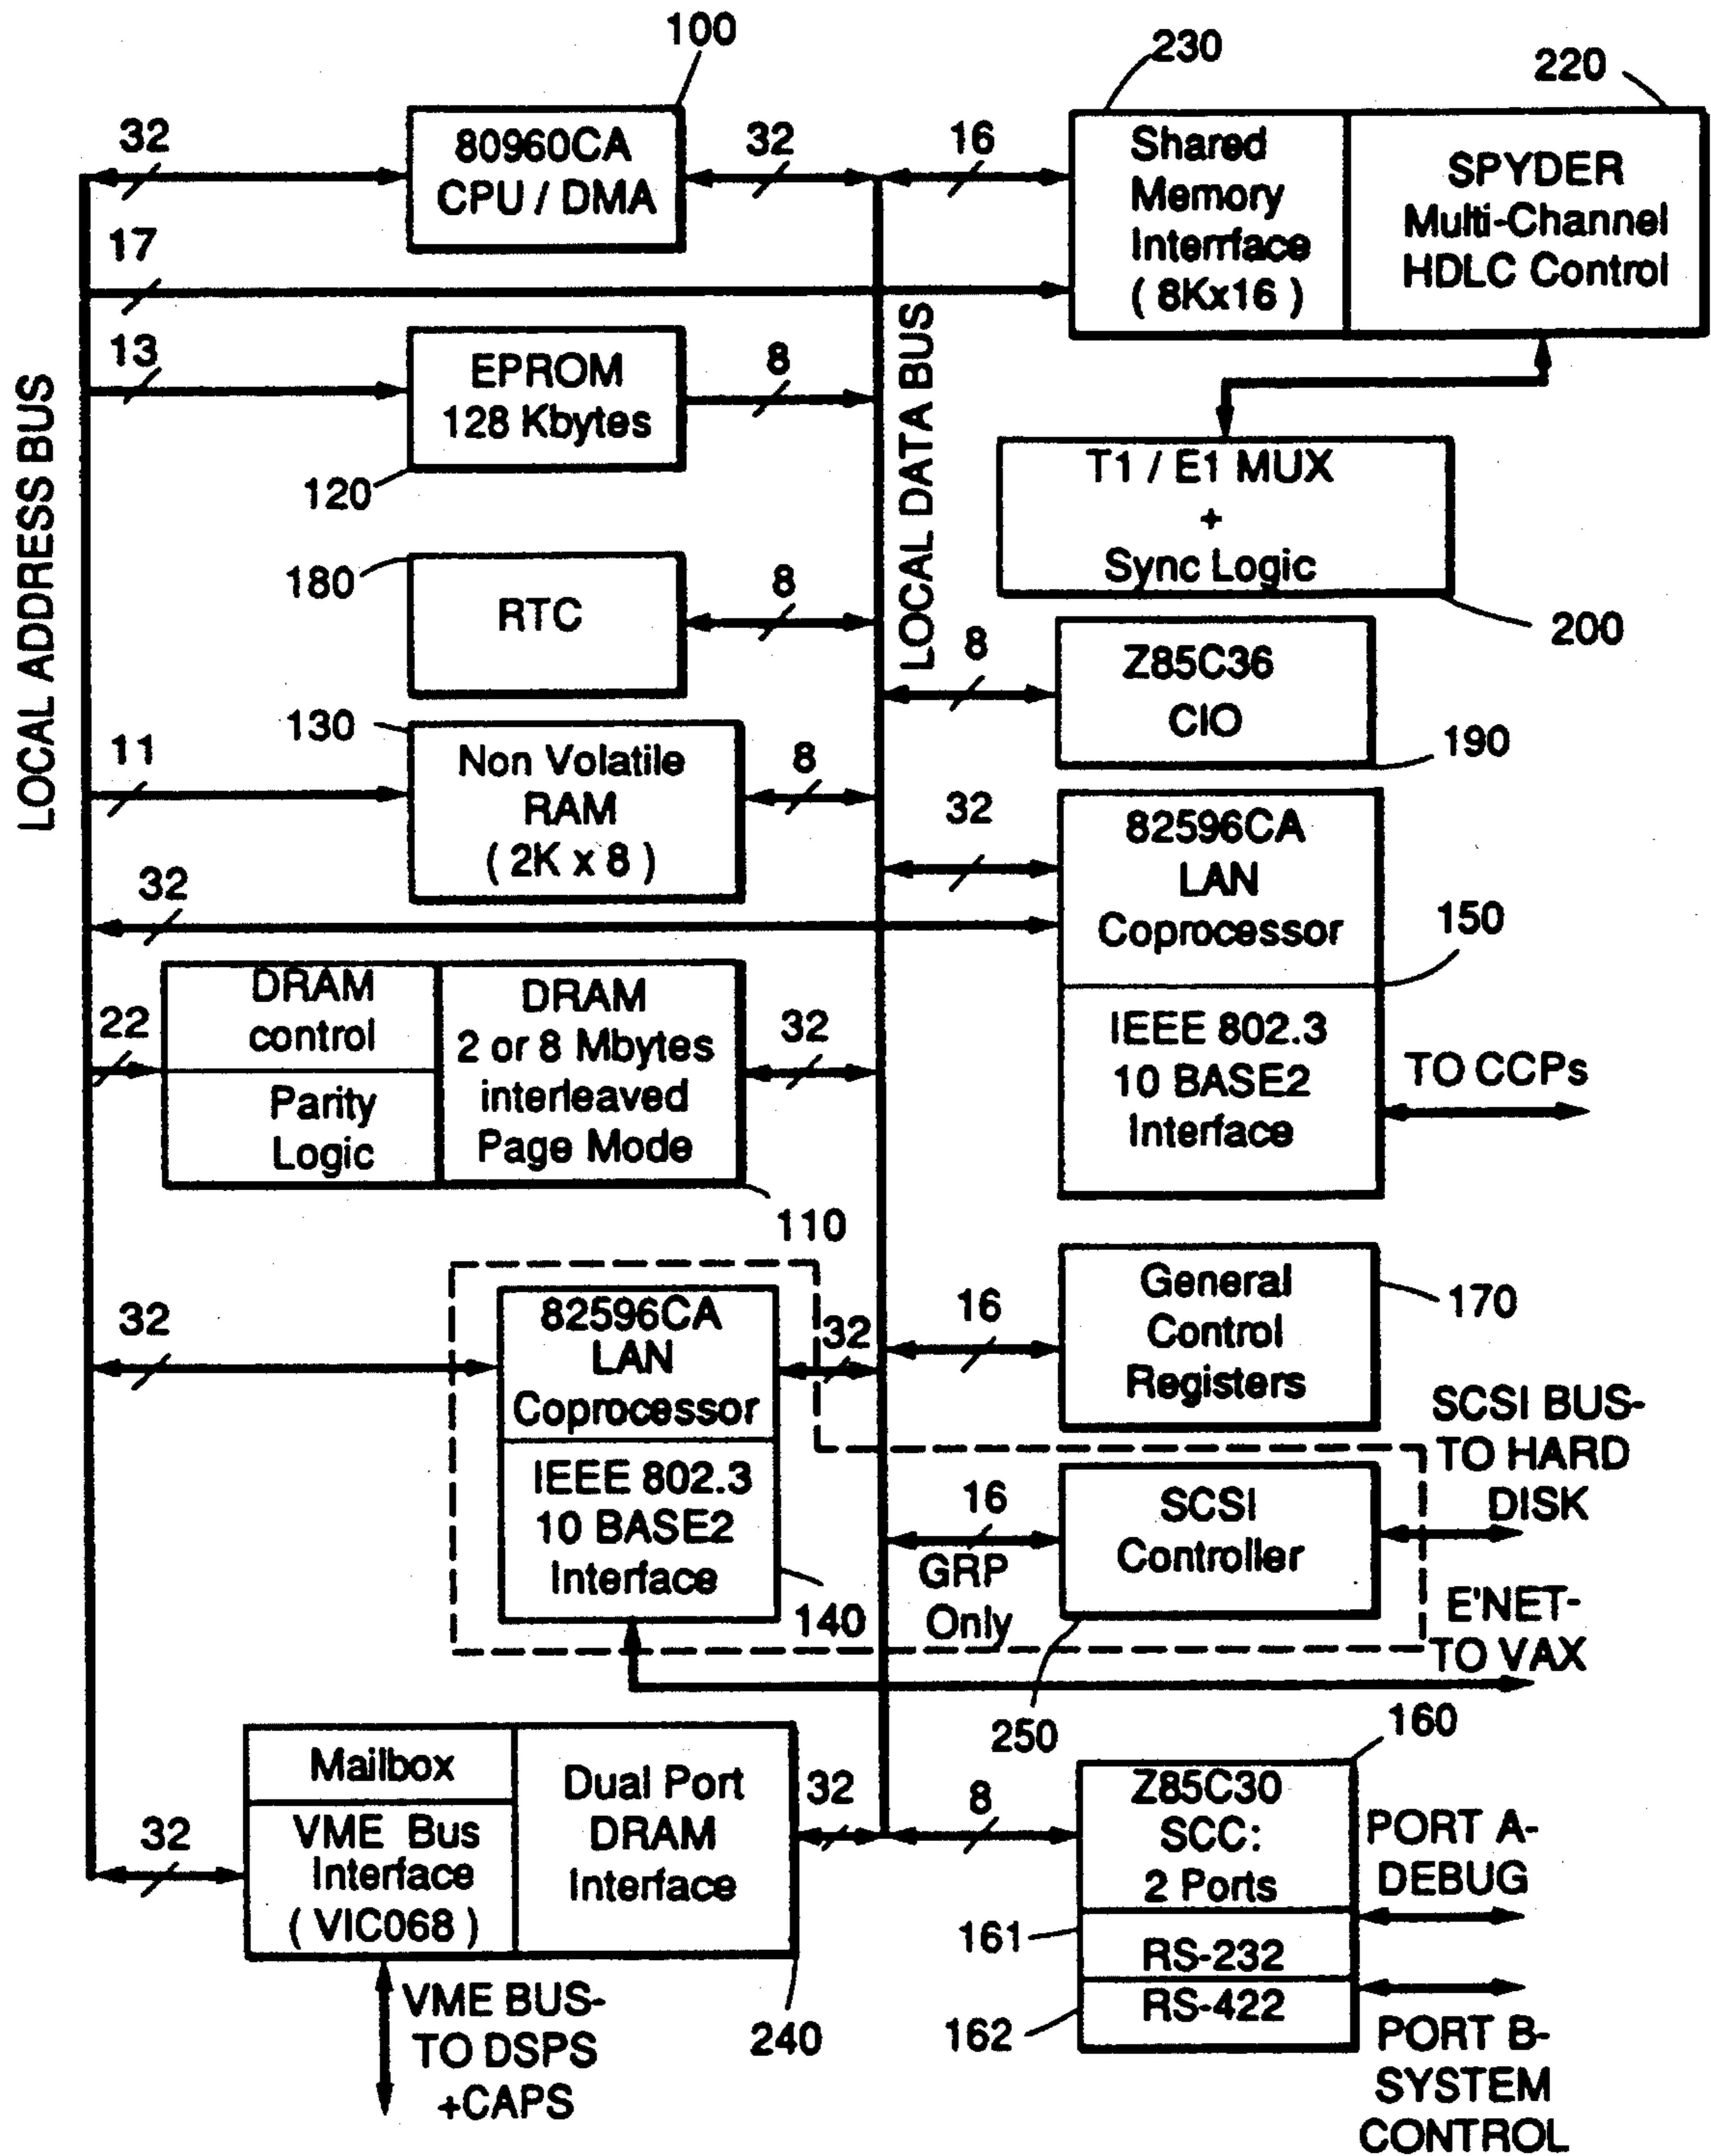 100
230
220
32
80960CA
CPU / DMA
32
16
Shared
Memory
Interrface
( 8Kx16 )
SPYDER
Multi-Channel
HDLC Control
17
LOCAL ADDRESS BUS
13
EPROM
128 Kbytes
8
120
LOCAL DATA BUS
T1 / E1 MUX
+
Sync Logic
200
180
RTC
8
8
Z85C36
CIO
190
130
11
Non Volatile
RAM
( 2K x 8 )
8
32
82596CA
LAN
Coprocessor
150
IEEE 802.3
10 BASE2
Interface
TO CCPs
32
22
DRAM
control
Parity
Logic
DRAM
2 or 8 Mbytes
interleaved
Page Mode
32
110
32
82596CA
LAN
Coprocessor
IEEE 802.3
10 BASE2
Interface
32
140
16
General
Control
Registers
170
SCSI BUS-
TO HARD
DISK
16
GRP
Only
SCSI
Controller
250
E'NET-
TO VAX
32
Mailbox
VME Bus
Interface
( VIC068 )
Dual Port
DRAM
Interface
32
240
VME BUS-
TO DSPS
+CAPS
8
160
Z85C30
SCC:
2 Ports
161
RS-232
162
RS-422
PORT A-
DEBUG
PORT B-
SYSTEM
CONTROL